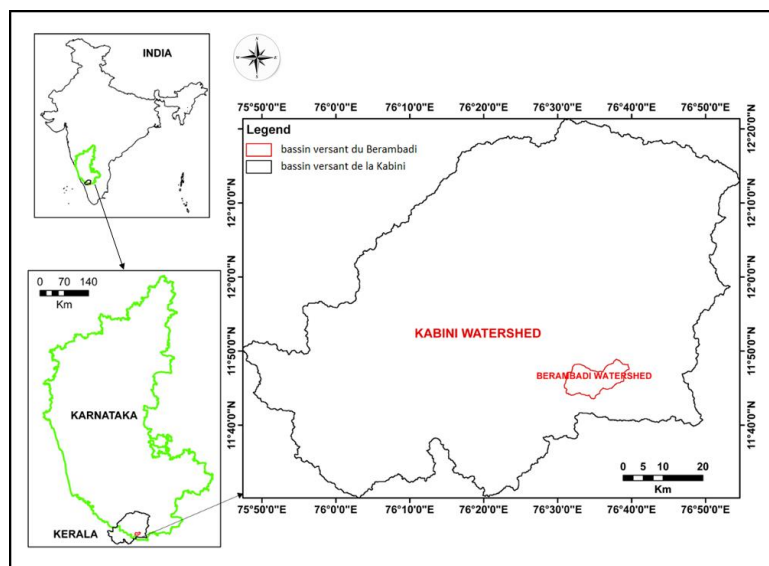 INDIA
0 70 140
Km
KARNATAKA
KERALA
75°50'0"E 76°0'0"E 76°10'0"E 76°20'0"E 76°30'0"E 76°40'0"E 76°50'0"E
Legend
bassin versant du Berambadi
bassin versant de la Kabini
KABINI WATERSHED
BERAMBADI WATERSHED
12°20'0"N
12°10'0"N
12°0'0"N
11°50'0"N
11°40'0"N
12°20'0"N
12°10'0"N
12°0'0"N
11°50'0"N
11°40'0"N
0 5 10 20
Km
75°50'0"E 76°0'0"E 76°10'0"E 76°20'0"E 76°30'0"E 76°40'0"E 76°50'0"E